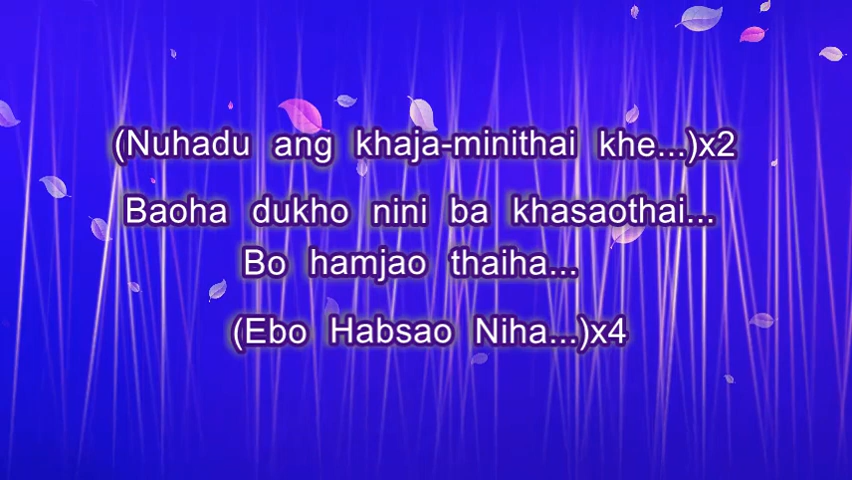 (Nuhadu ang khaja-minithai khe...)x2
Baoha dukho nini ba khasaothai...
Bo hamjao thaiha...
(Ebo Habsao Niha...)x4